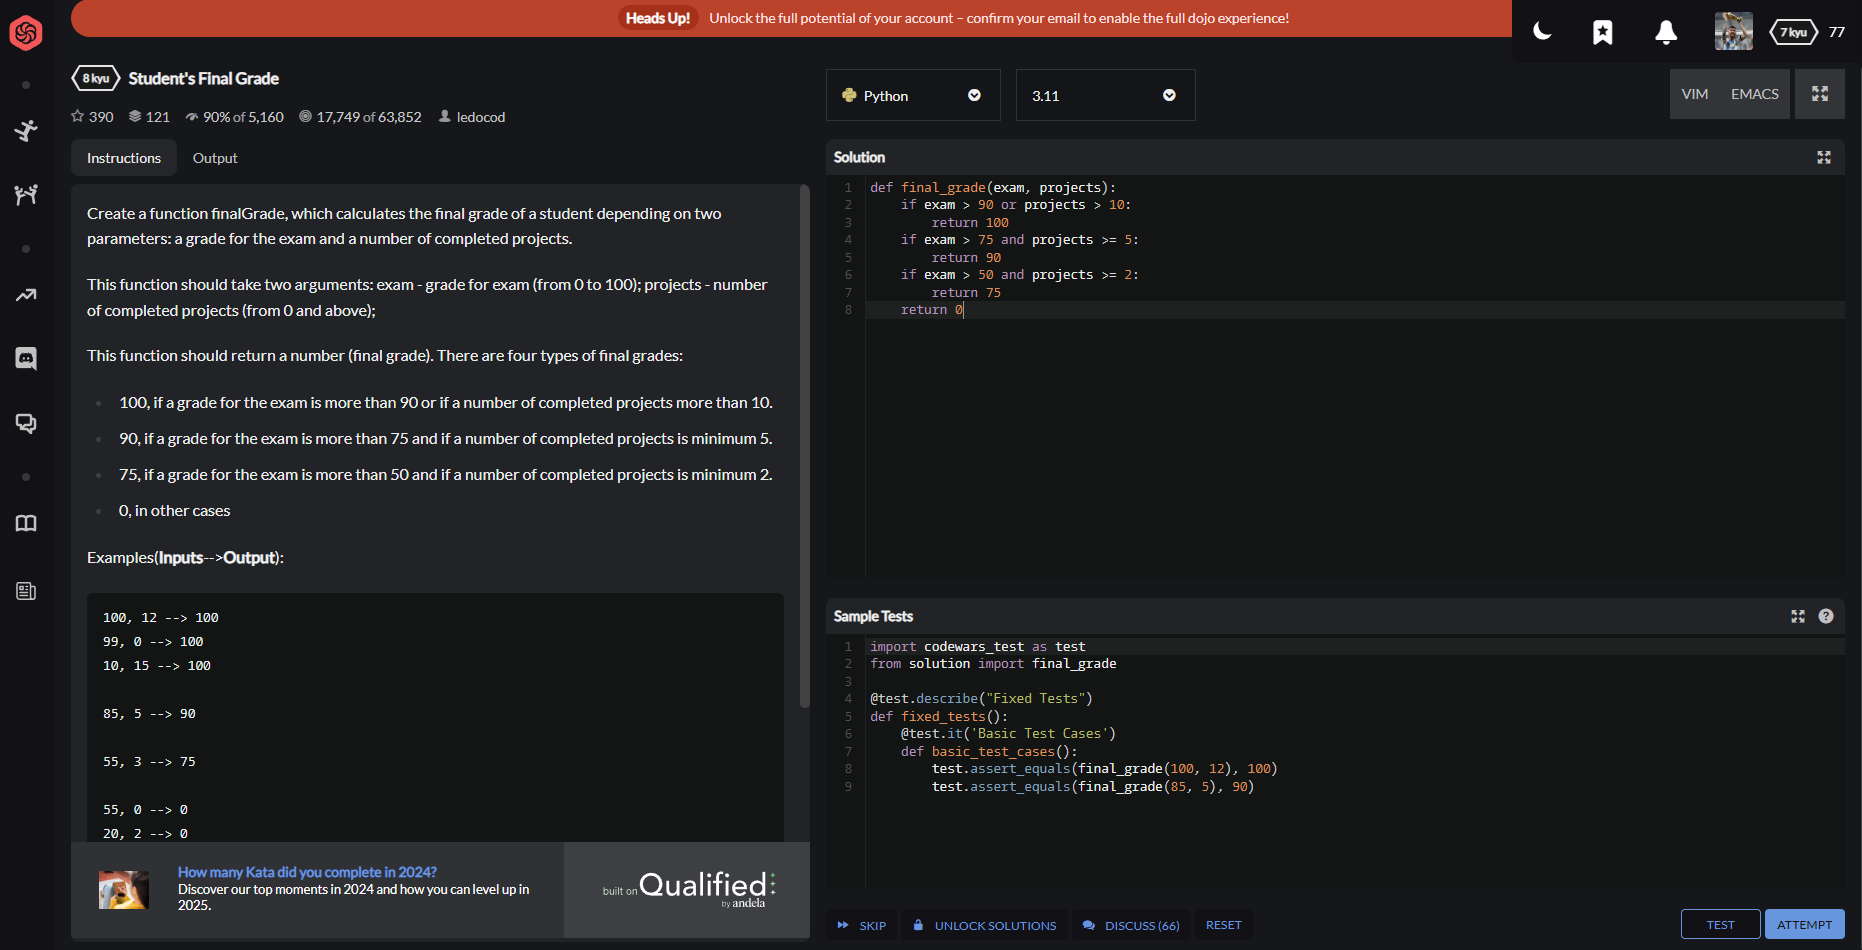 Heads Up! Unlock the full potential of your account – confirm your email to enable the full dojo experience!
7 kyu 77
8 kyu Student's Final Grade
390 121 90% of 5,160 17,749 of 63,852 ledocod
Instructions Output
Create a function finalGrade, which calculates the final grade of a student depending on two
parameters: a grade for the exam and a number of completed projects.
This function should take two arguments: exam - grade for exam (from 0 to 100); projects - number
of completed projects (from 0 and above);
This function should return a number (final grade). There are four types of final grades:
100, if a grade for the exam is more than 90 or if a number of completed projects more than 10.
90, if a grade for the exam is more than 75 and if a number of completed projects is minimum 5.
75, if a grade for the exam is more than 50 and if a number of completed projects is minimum 2.
0, in other cases
Examples(Inputs-->Output):
100, 12 --> 100
99, 0 --> 100
10, 15 --> 100
85, 5 --> 90
55, 3 --> 75
55, 0 --> 0
20, 2 --> 0
How many Kata did you complete in 2024?
Discover our top moments in 2024 and how you can level up in
2025.
built on Qualified
by andela
Python 3.11 VIM EMACS
Solution
1 def final_grade(exam, projects):
2     if exam > 90 or projects > 10:
3         return 100
4     if exam > 75 and projects >= 5:
5         return 90
6     if exam > 50 and projects >= 2:
7         return 75
8     return 0
Sample Tests
1 import codewars_test as test
2 from solution import final_grade
3
4 @test.describe("Fixed Tests")
5 def fixed_tests():
6     @test.it('Basic Test Cases')
7     def basic_test_cases():
8         test.assert_equals(final_grade(100, 12), 100)
9         test.assert_equals(final_grade(85, 5), 90)
SKIP UNLOCK SOLUTIONS DISCUSS (66) RESET TEST ATTEMPT